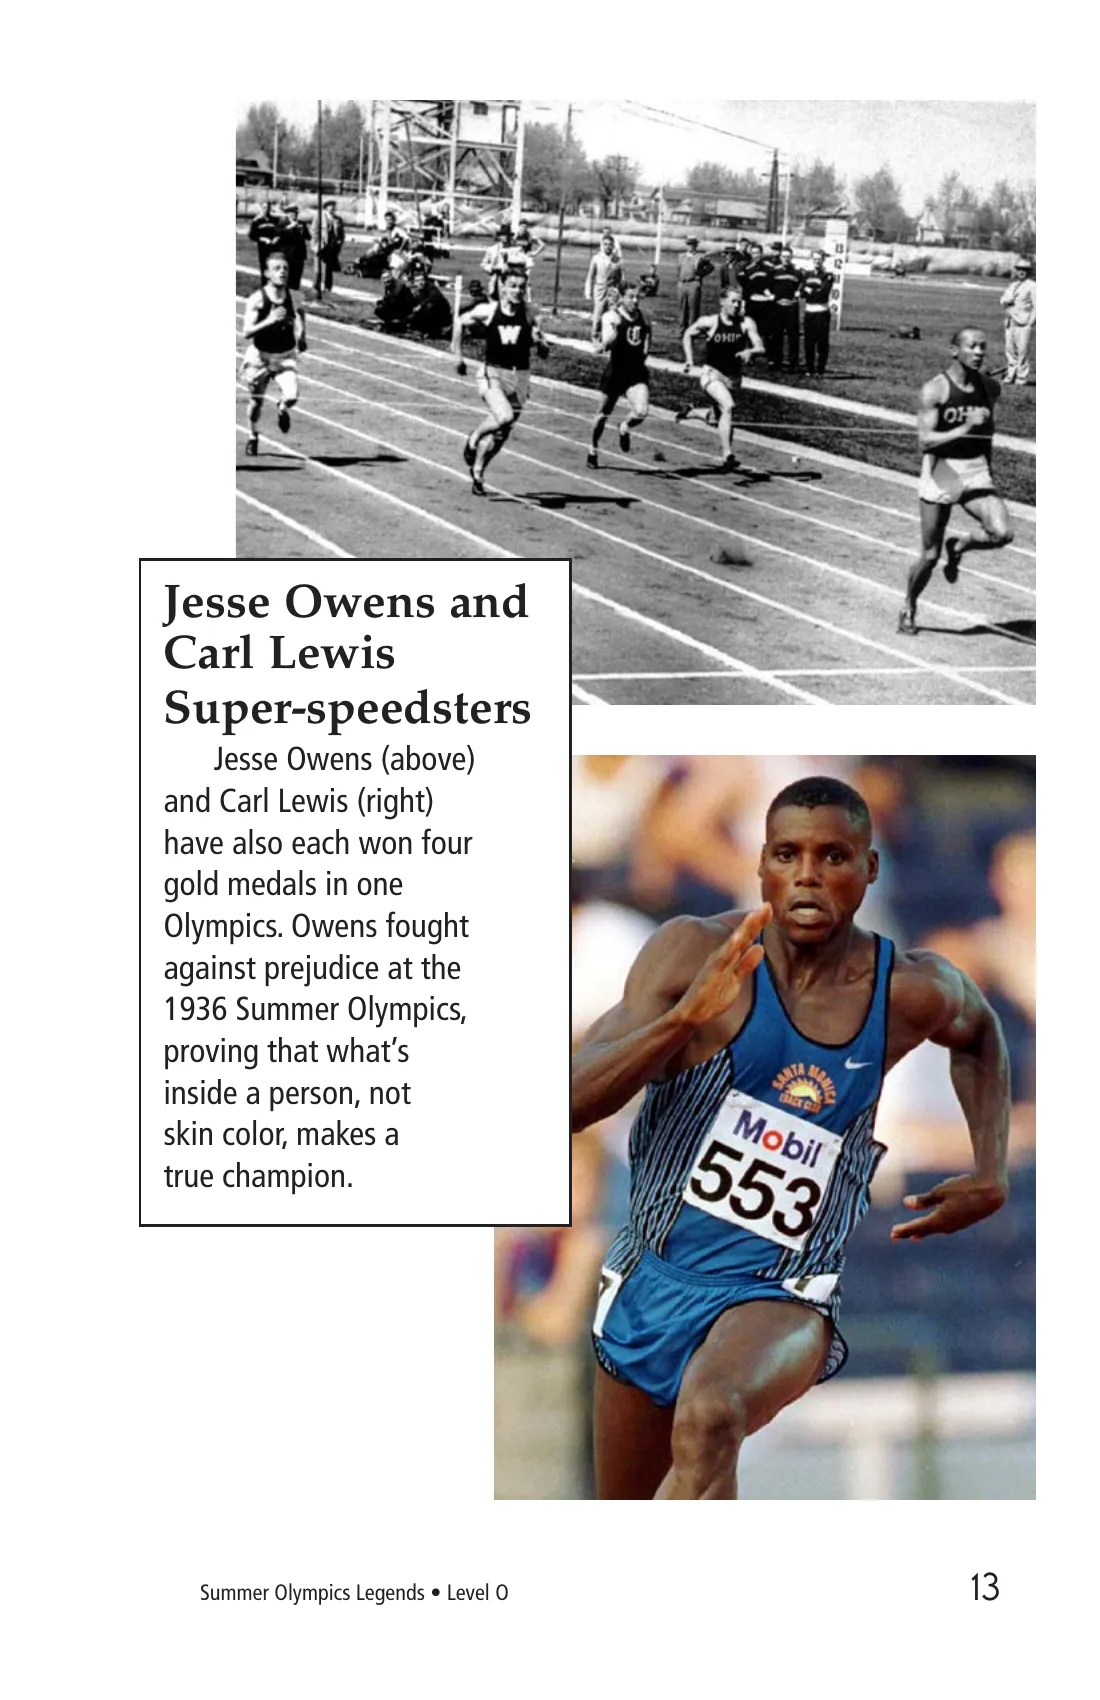 13
12
W
C
OHIO
OHIO
Jesse Owens and
Carl Lewis
Super-speedsters
Jesse Owens (above)
and Carl Lewis (right)
have also each won four
gold medals in one
Olympics. Owens fought
against prejudice at the
1936 Summer Olympics,
proving that what’s
inside a person, not
skin color, makes a
true champion.
SANTA MONICA
TRACK CLUB
Mobil
553
Summer Olympics Legends • Level O
13